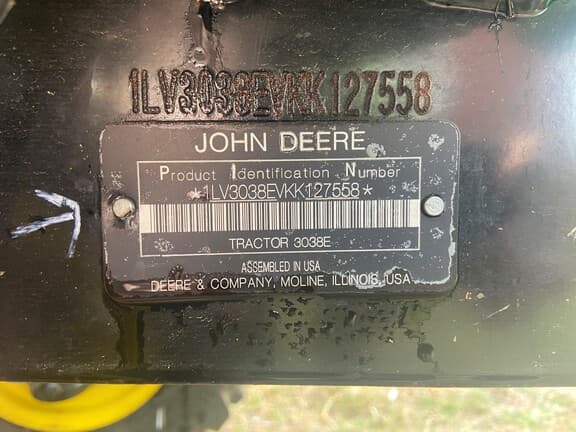 1LV3038EVKK127558
JOHN DEERE
Product Identification Number
*1LV3038EVKK127558*
TRACTOR 3038E
ASSEMBLED IN USA
DEERE & COMPANY, MOLINE, ILLINOIS, USA